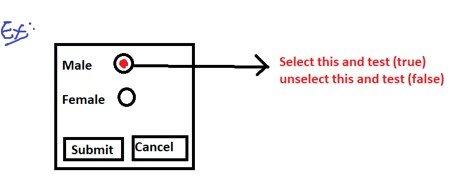 Ex:
Male
Select this and test (true)
unselect this and test (false)
Female
Submit Cancel